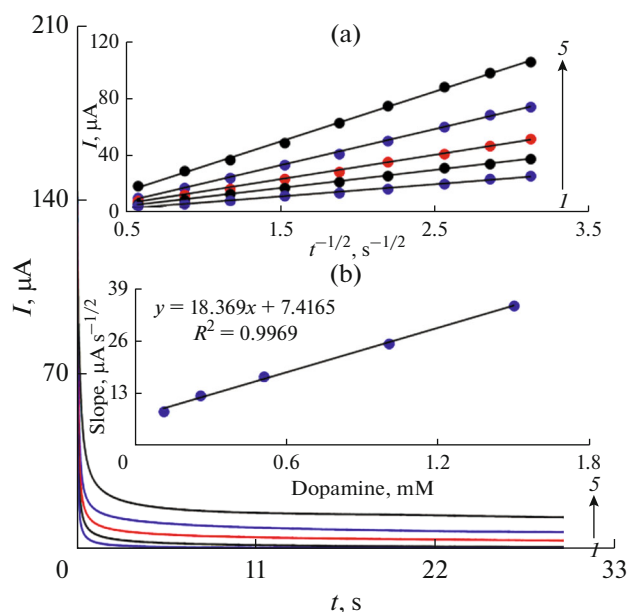 210
140
70
0
I, µA
(a)
120
80
40
0
I, µA
5
1
0.5
1.5
2.5
3.5
t⁻¹/², s⁻¹/²
(b)
39
26
13
Slope, µA s⁻¹/²
y = 18.369x + 7.4165
R² = 0.9969
0
0.6
1.2
1.8
Dopamine, mM
5
1
11
22
33
t, s